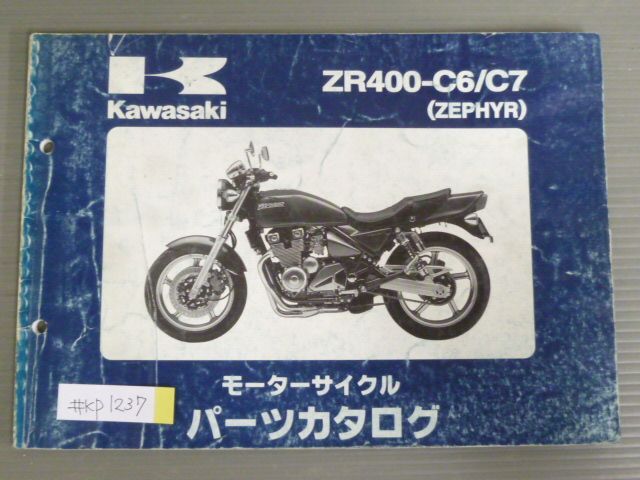 Kawasaki
ZR400-C6/C7
(ZEPHYR)
モーターサイクル
パーツカタログ
#KP1237